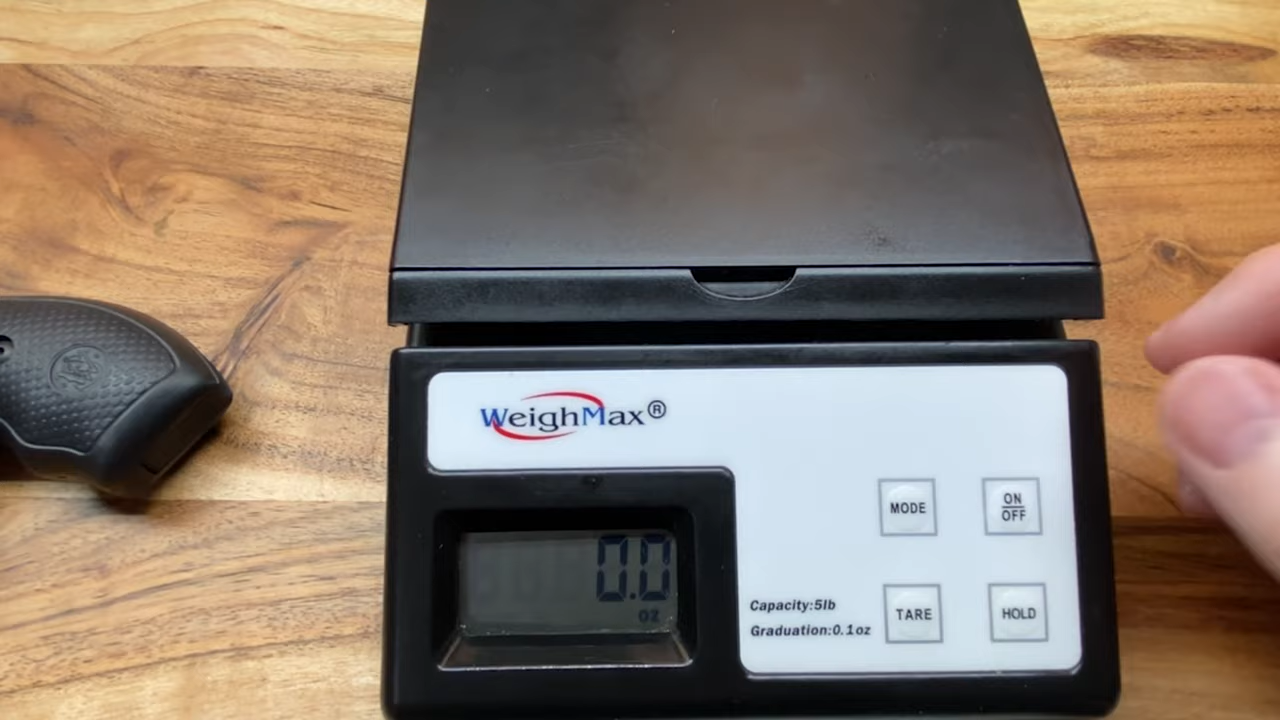 WeighMax®
MODE
ON
OFF
0.0
oz
Capacity:5lb
Graduation:0.1oz
TARE
HOLD